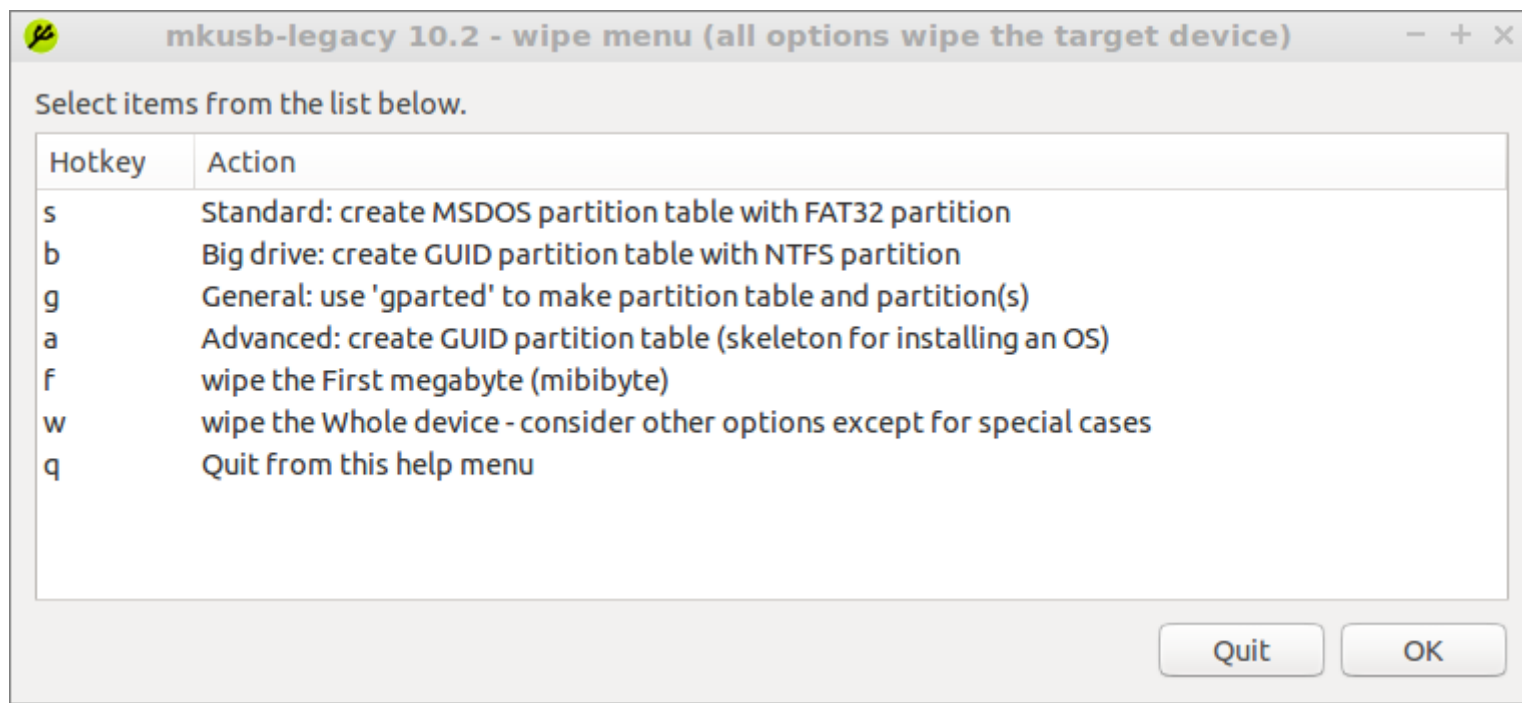 mkusb-legacy 10.2 - wipe menu (all options wipe the target device)
Select items from the list below.
Hotkey Action
s Standard: create MSDOS partition table with FAT32 partition
b Big drive: create GUID partition table with NTFS partition
g General: use 'gparted' to make partition table and partition(s)
a Advanced: create GUID partition table (skeleton for installing an OS)
f wipe the First megabyte (mibibyte)
w wipe the Whole device - consider other options except for special cases
q Quit from this help menu
Quit OK